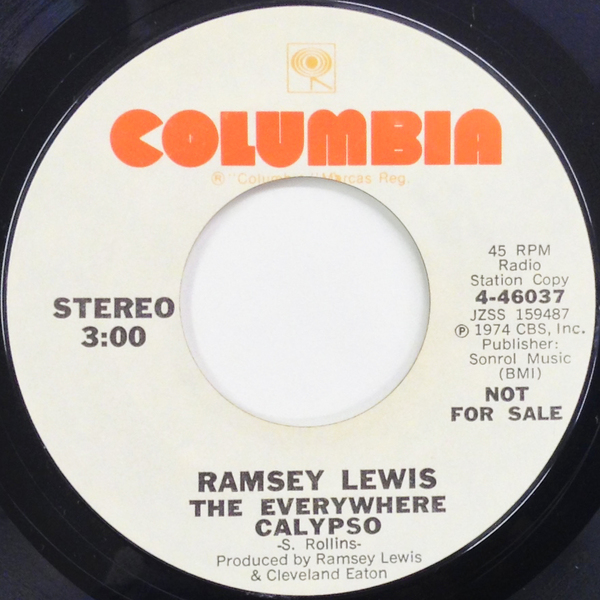 COLUMBIA
® "Columbia," Marcas Reg.
STEREO
3:00
45 RPM
Radio
Station Copy
4-46037
JZSS 159487
Ⓟ 1974 CBS, Inc.
Publisher:
Sonrol Music
(BMI)
NOT
FOR SALE
RAMSEY LEWIS
THE EVERYWHERE
CALYPSO
-S. Rollins-
Produced by Ramsey Lewis
& Cleveland Eaton